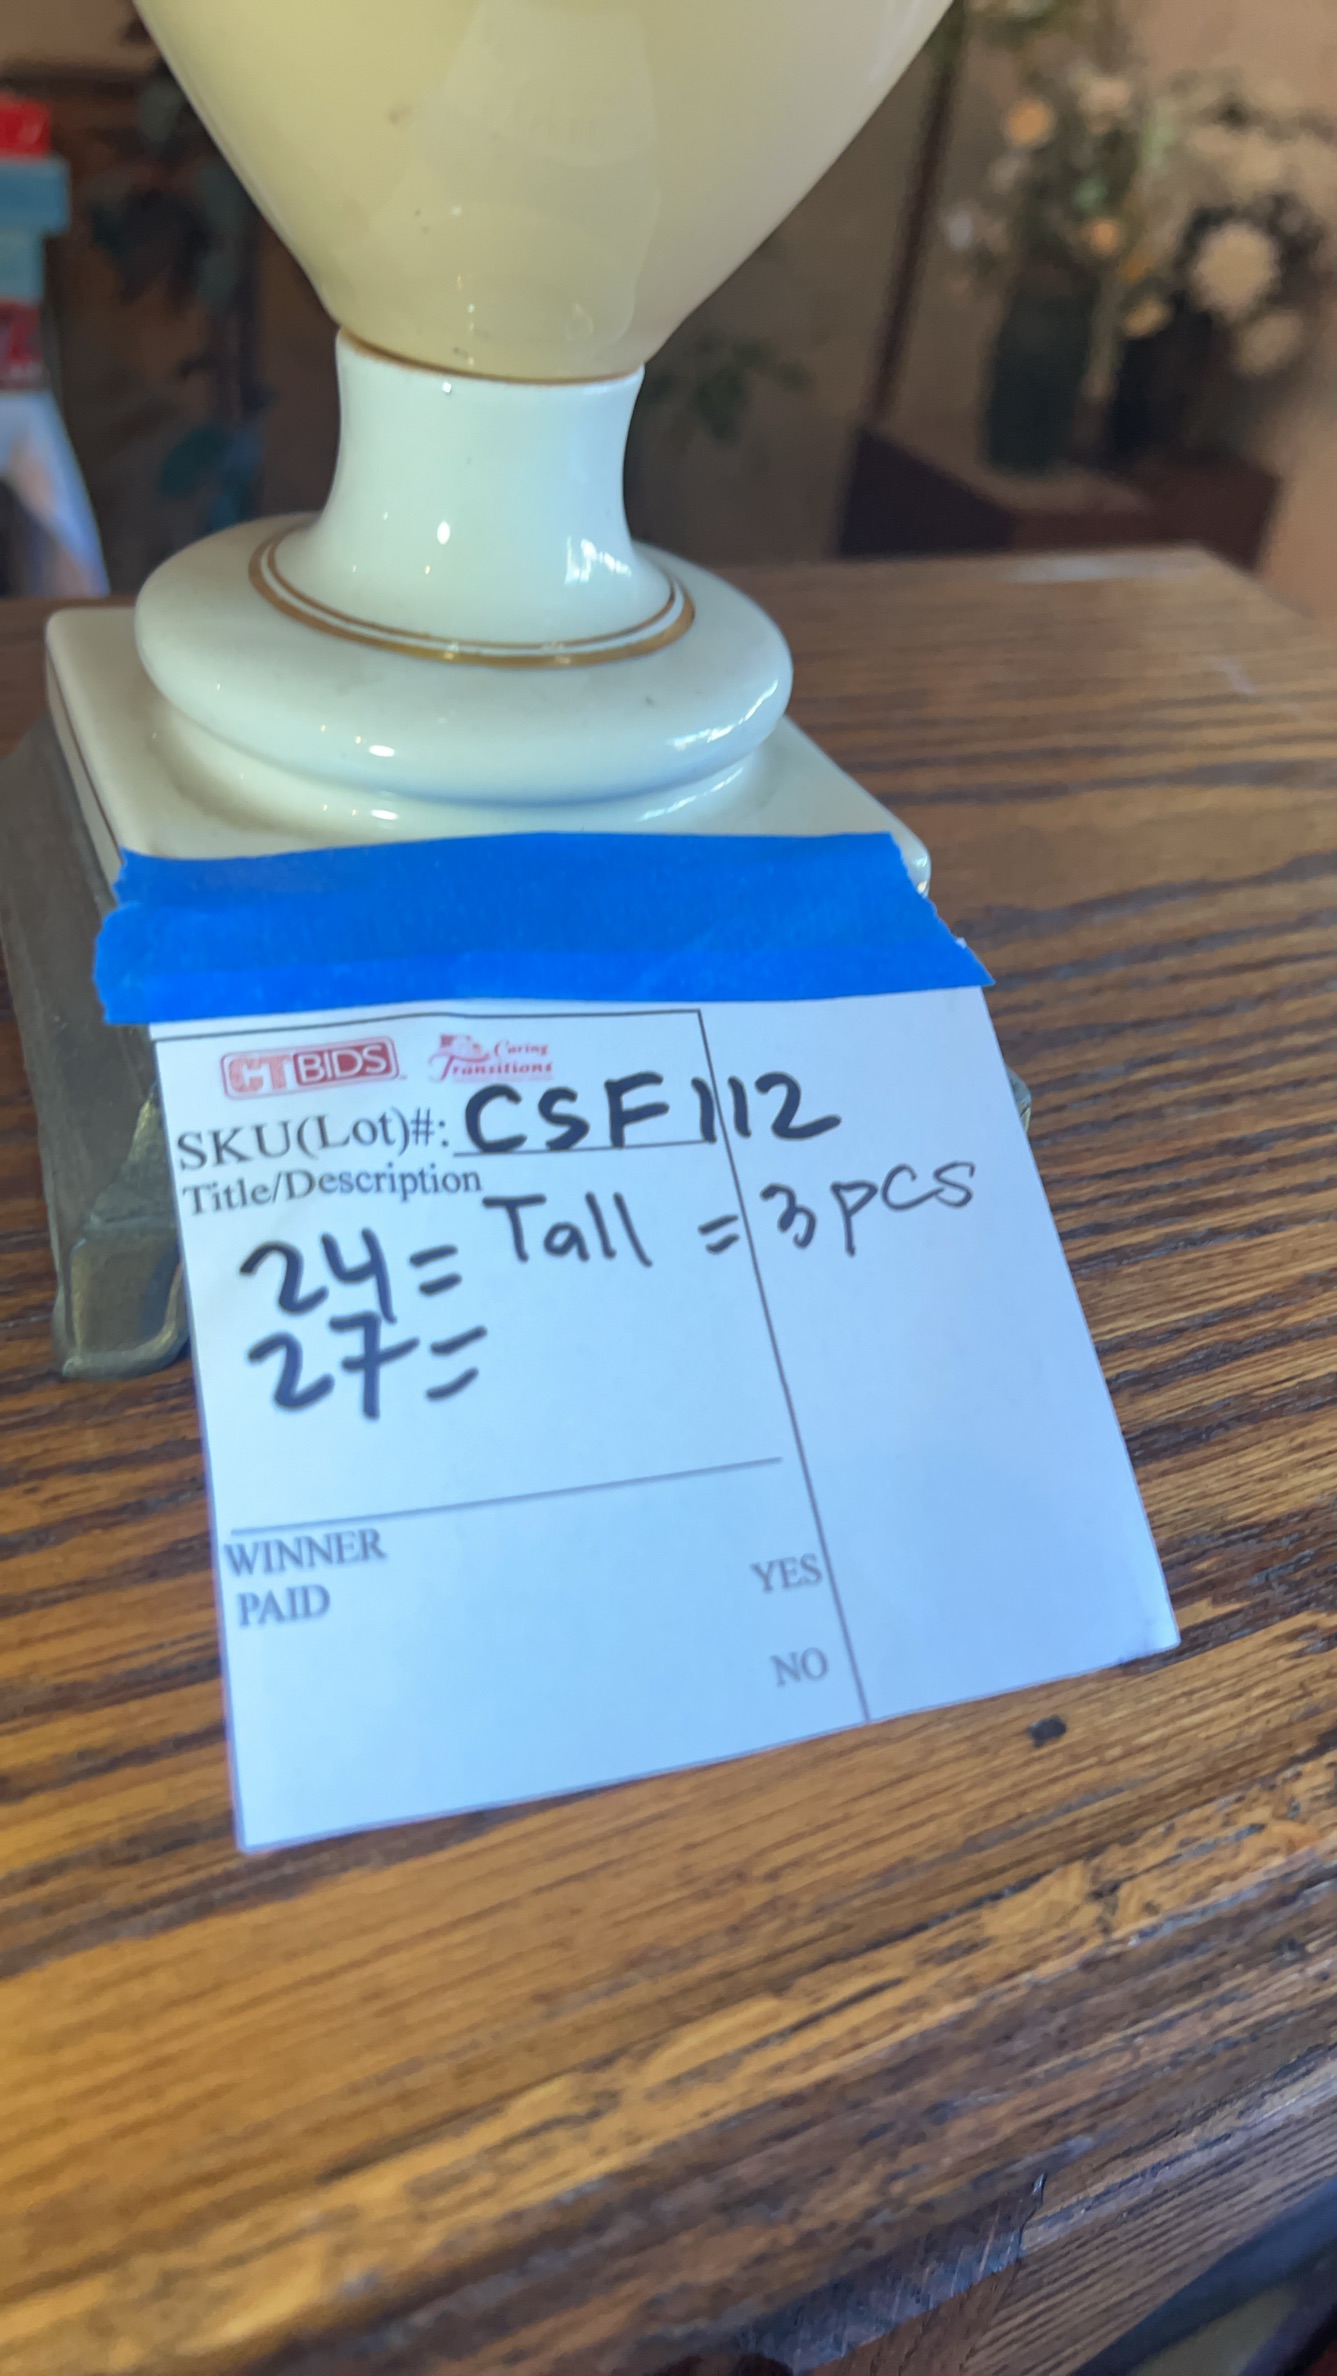 CTBIDS Caring Transitions
SKU(Lot)#: CSF112
Title/Description
24= Tall = 3pcs
27=
WINNER
PAID YES
NO